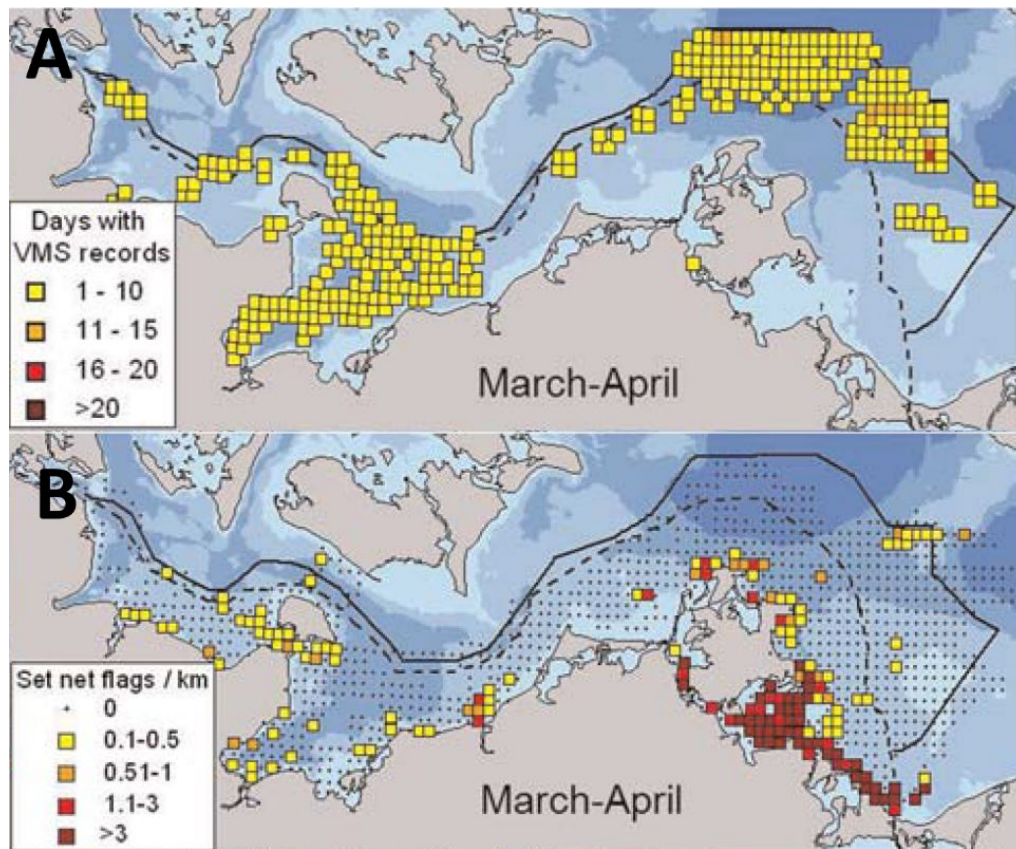 A
Days with
VMS records
1 - 10
11 - 15
16 - 20
>20
March-April
B
Set net flags / km
0
0.1-0.5
0.51-1
1.1-3
>3
March-April